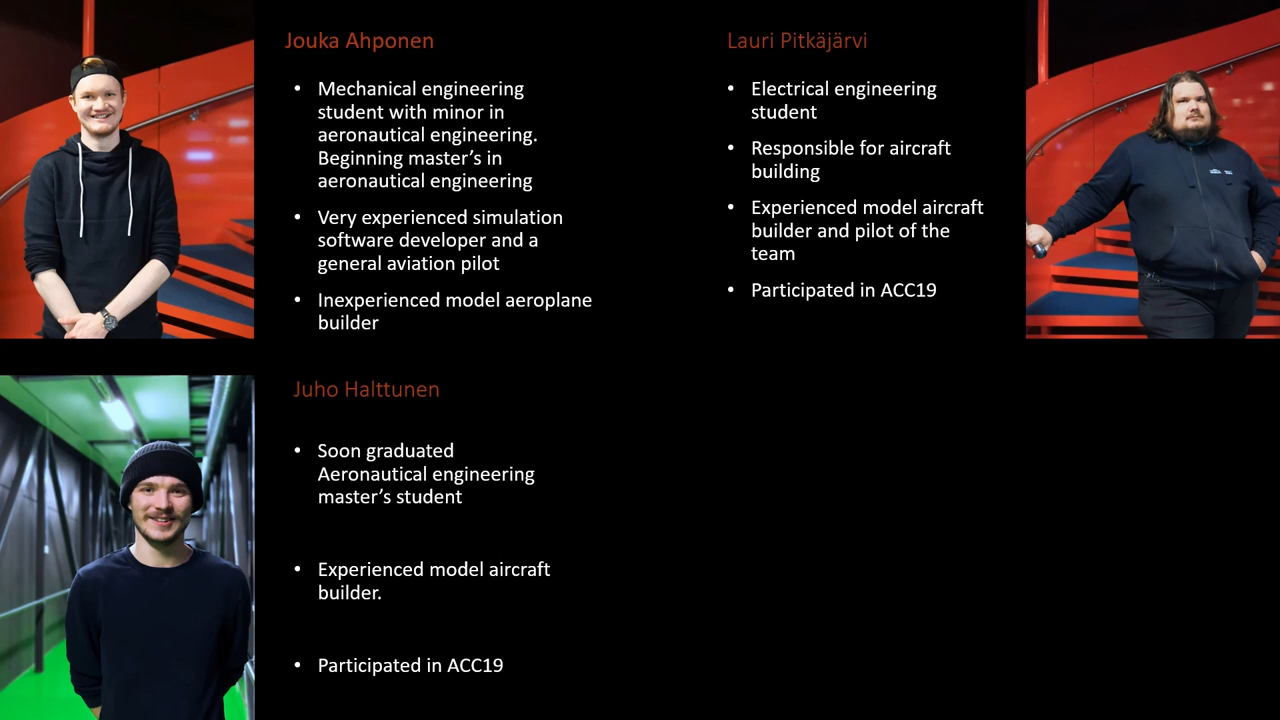 Jouka Ahponen
• Mechanical engineering
student with minor in
aeronautical engineering.
Beginning master's in
aeronautical engineering
• Very experienced simulation
software developer and a
general aviation pilot
• Inexperienced model aeroplane
builder
Lauri Pitkäjärvi
• Electrical engineering
student
• Responsible for aircraft
building
• Experienced model aircraft
builder and pilot of the
team
• Participated in ACC19
Juho Halttunen
• Soon graduated
Aeronautical engineering
master's student
• Experienced model aircraft
builder.
• Participated in ACC19